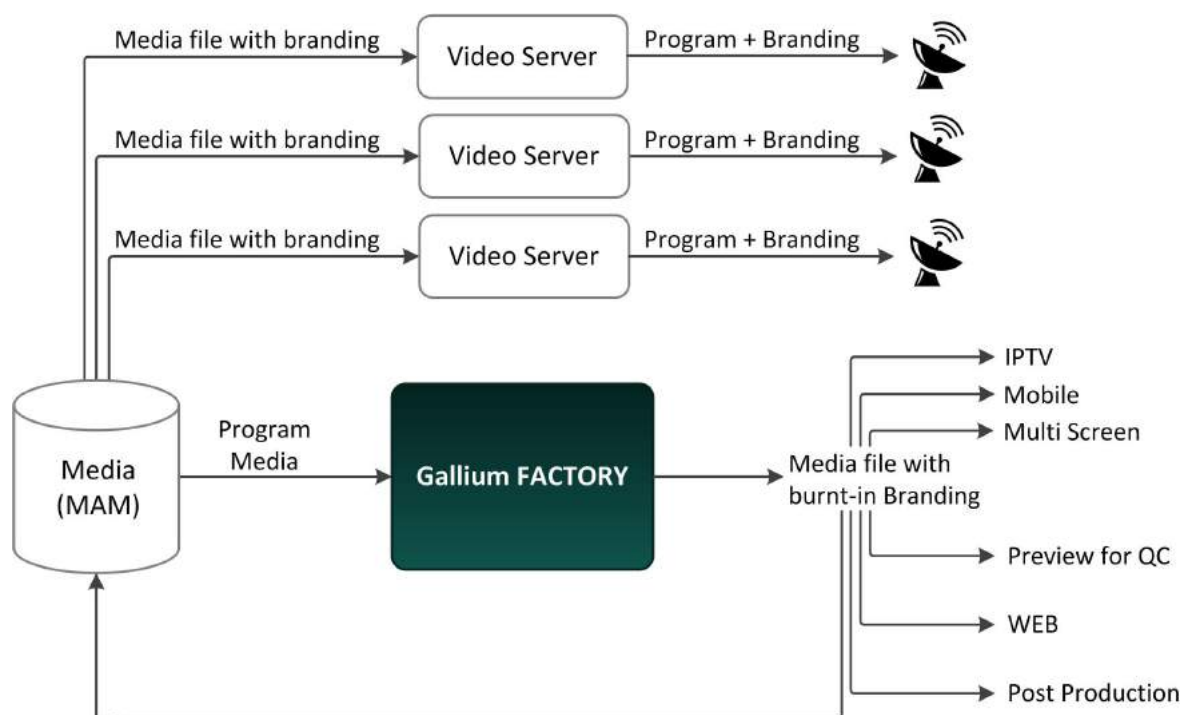 Media file with branding
Video Server
Program + Branding
Media file with branding
Video Server
Program + Branding
Media file with branding
Video Server
Program + Branding
Media
(MAM)
Program
Media
Gallium FACTORY
Media file with
burnt-in Branding
IPTV
Mobile
Multi Screen
Preview for QC
WEB
Post Production